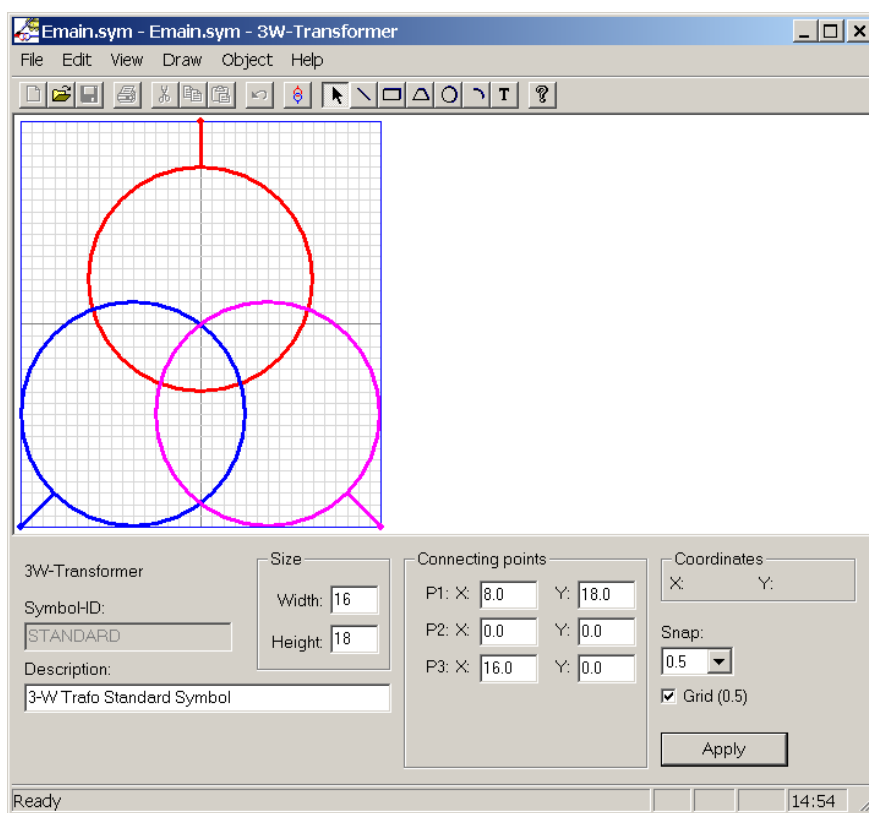 Emain.sym - Emain.sym - 3W-Transformer
File Edit View Draw Object Help
T ?
3W-Transformer
Symbol-ID:
STANDARD
Description:
3-W Trafo Standard Symbol
Size
Width: 16
Height: 18
Connecting points
P1: X: 8.0 Y: 18.0
P2: X: 0.0 Y: 0.0
P3: X: 16.0 Y: 0.0
Coordinates
X: Y:
Snap:
0.5
Grid (0.5)
Apply
Ready 14:54